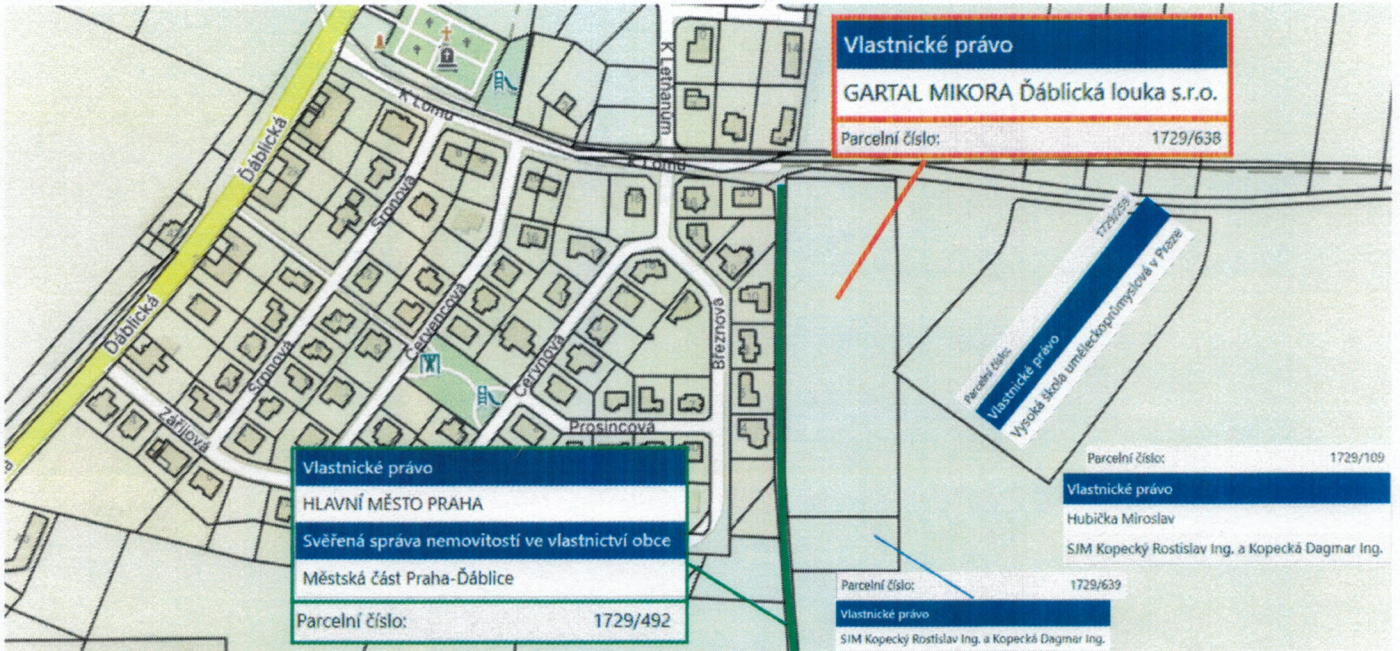 Vlastnické právo
GARTAL MIKORA Ďáblická louka s.r.o.
Parcelní číslo: 1729/638
K Letňanům
K Lomu
K Lomu
Ďáblická
Ďáblická
Srpnová
Srpnová
Červencová
Červnová
Březnová
Prosincová
Zářijová
Parcelní číslo: 1729/259
Vlastnické právo
Vysoká škola uměleckoprůmyslová v Praze
Vlastnické právo
HLAVNÍ MĚSTO PRAHA
Svěřená správa nemovitostí ve vlastnictví obce
Městská část Praha-Ďáblice
Parcelní číslo: 1729/492
Parcelní číslo: 1729/109
Vlastnické právo
Hubička Miroslav
SJM Kopecký Rostislav Ing. a Kopecká Dagmar Ing.
Parcelní číslo: 1729/639
Vlastnické právo
SJM Kopecký Rostislav Ing. a Kopecká Dagmar Ing.